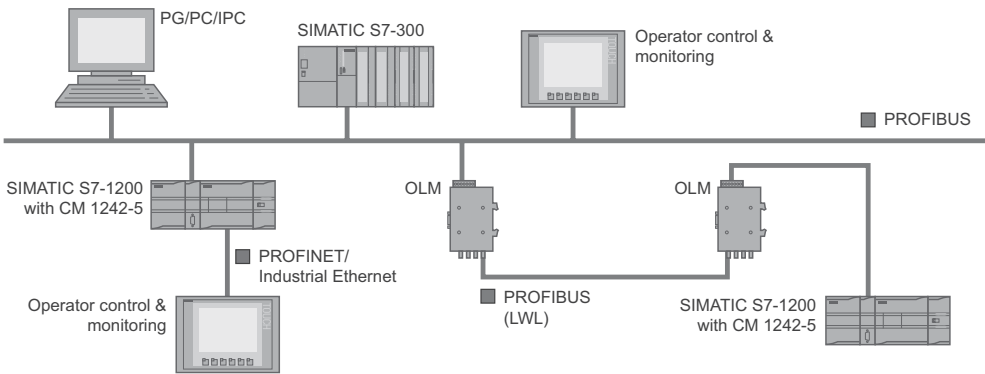 PG/PC/IPC
SIMATIC S7-300
Operator control &
monitoring
PROFIBUS
SIMATIC S7-1200
with CM 1242-5
OLM
OLM
PROFINET/
Industrial Ethernet
PROFIBUS
(LWL)
Operator control &
monitoring
SIMATIC S7-1200
with CM 1242-5